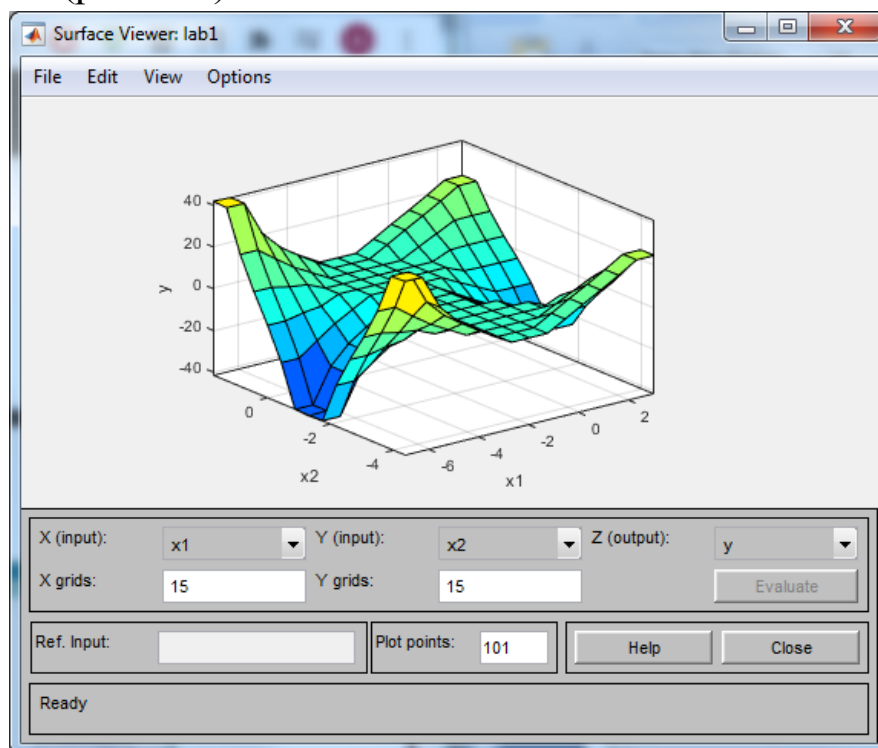 Surface Viewer: lab1
File Edit View Options
40
20
0
-20
-40
y
0
-2
-4
x2
-6
-4
-2
0
2
x1
X (input): x1 Y (input): x2 Z (output): y
X grids: 15 Y grids: 15 Evaluate
Ref. Input: Plot points: 101 Help Close
Ready